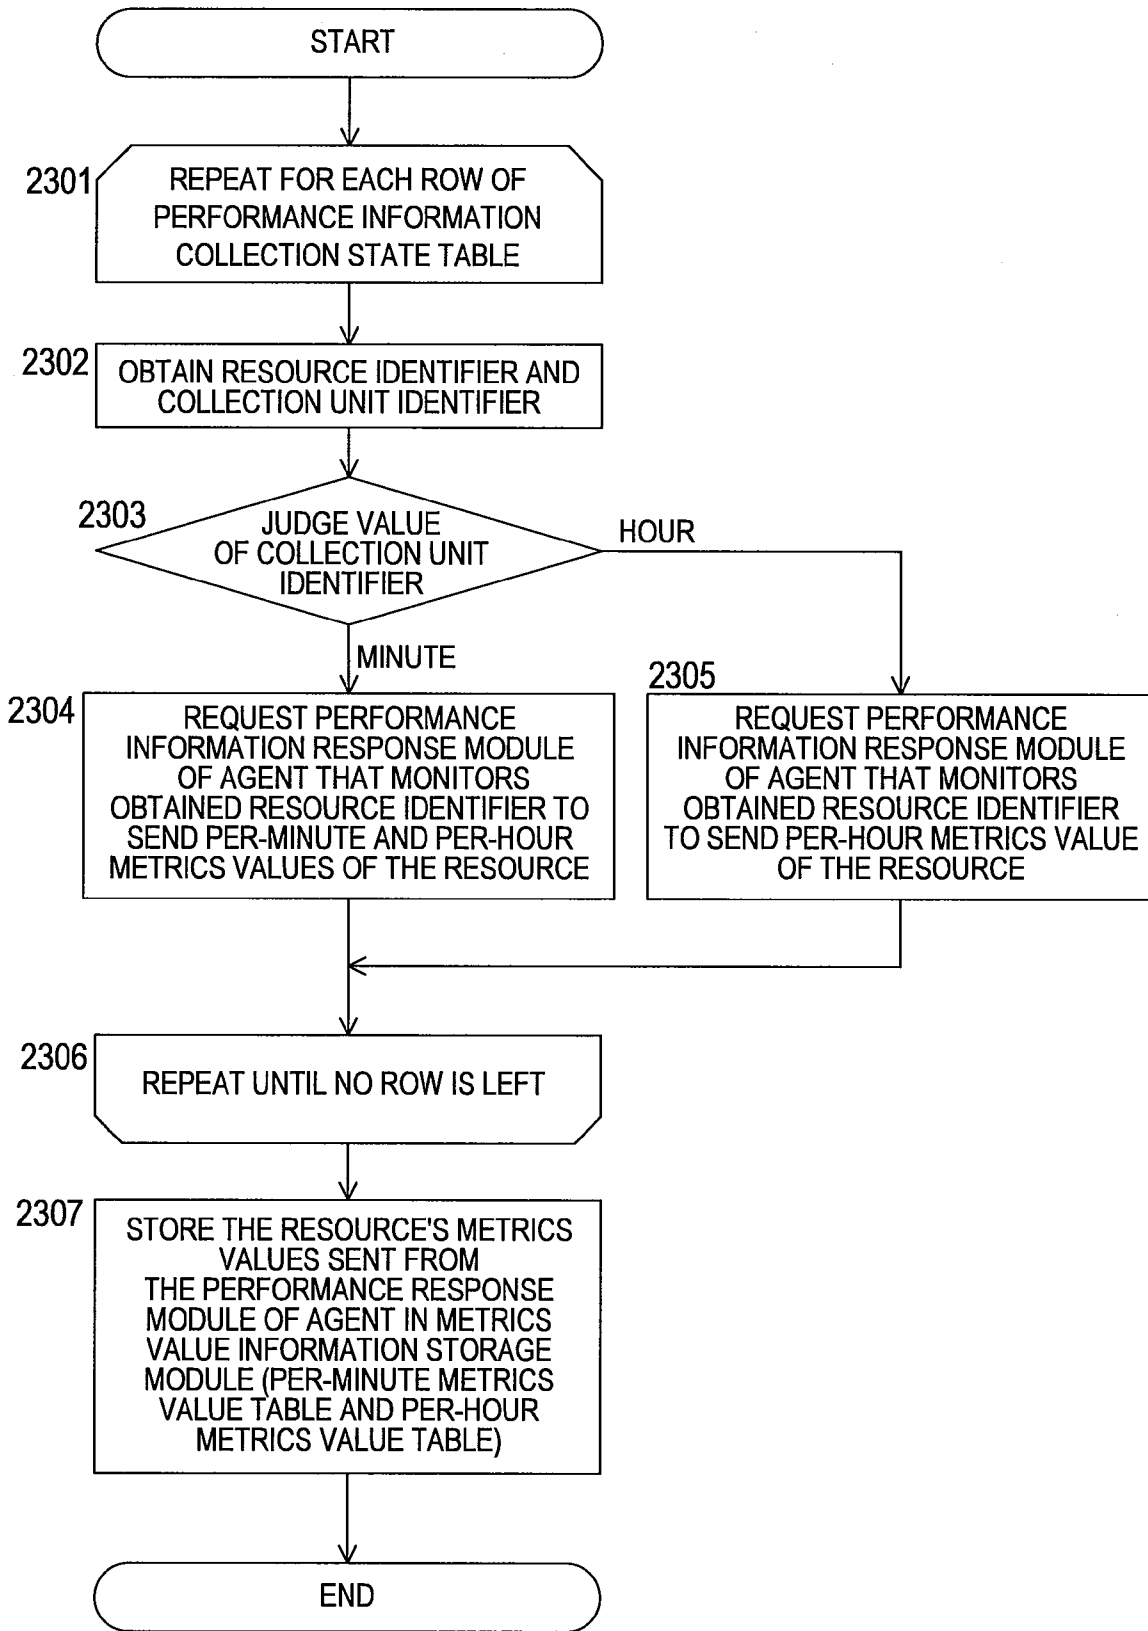 START
2301
REPEAT FOR EACH ROW OF
PERFORMANCE INFORMATION
COLLECTION STATE TABLE
2302
OBTAIN RESOURCE IDENTIFIER AND
COLLECTION UNIT IDENTIFIER
2303
JUDGE VALUE
OF COLLECTION UNIT
IDENTIFIER
HOUR
MINUTE
2304
REQUEST PERFORMANCE
INFORMATION RESPONSE MODULE
OF AGENT THAT MONITORS
OBTAINED RESOURCE IDENTIFIER TO
SEND PER-MINUTE AND PER-HOUR
METRICS VALUES OF THE RESOURCE
2305
REQUEST PERFORMANCE
INFORMATION RESPONSE MODULE
OF AGENT THAT MONITORS
OBTAINED RESOURCE IDENTIFIER
TO SEND PER-HOUR METRICS VALUE
OF THE RESOURCE
2306
REPEAT UNTIL NO ROW IS LEFT
2307
STORE THE RESOURCE'S METRICS
VALUES SENT FROM
THE PERFORMANCE RESPONSE
MODULE OF AGENT IN METRICS
VALUE INFORMATION STORAGE
MODULE (PER-MINUTE METRICS
VALUE TABLE AND PER-HOUR
METRICS VALUE TABLE)
END